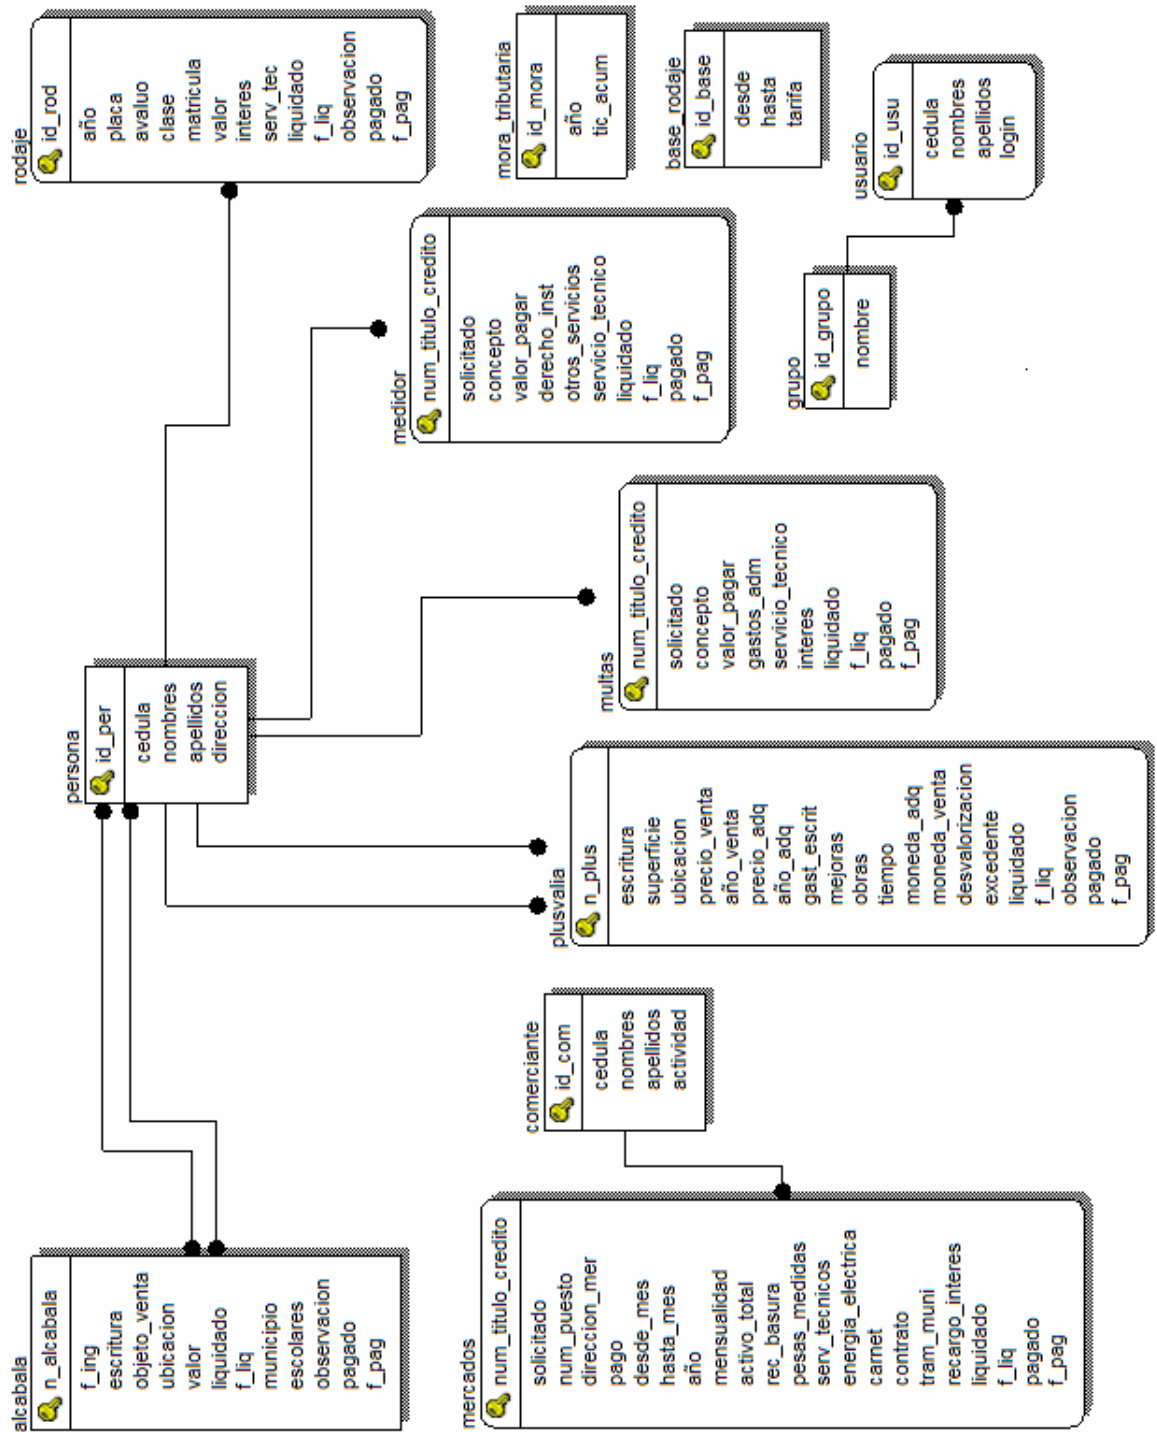 alcabala
n_alcabala
f_ing
escritura
objeto_venta
ubicacion
valor
liquidado
f_liq
municipio
escolares
observacion
pagado
f_pag
persona
id_per
cedula
nombres
apellidos
direccion
rodaje
id_rod
año
placa
avaluo
clase
matricula
valor
interes
serv_tec
liquidado
f_liq
observacion
pagado
f_pag
mercados
num_titulo_credito
solicitado
num_puesto
direccion_mer
pago
desde_mes
hasta_mes
año
mensualidad
activo_total
rec_basura
pesas_medidas
serv_tecnicos
energia_electrica
carnet
contrato
tram_muni
recargo_interes
liquidado
f_liq
pagado
f_pag
comerciante
id_com
cedula
nombres
apellidos
actividad
plusvalia
n_plus
escritura
superficie
ubicacion
precio_venta
año_venta
precio_adq
año_adq
gast_escrit
mejoras
obras
tiempo
moneda_adq
moneda_venta
desvalorizacion
excedente
liquidado
f_liq
observacion
pagado
f_pag
multas
num_titulo_credito
solicitado
concepto
valor_pagar
gastos_adm
servicio_tecnico
interes
liquidado
f_liq
pagado
f_pag
medidor
num_titulo_credito
solicitado
concepto
valor_pagar
derecho_inst
otros_servicios
servicio_tecnico
liquidado
f_liq
pagado
f_pag
mora_tributaria
id_mora
año
tic_acum
base_rodaje
id_base
desde
hasta
tarifa
grupo
id_grupo
nombre
usuario
id_usu
cedula
nombres
apellidos
login